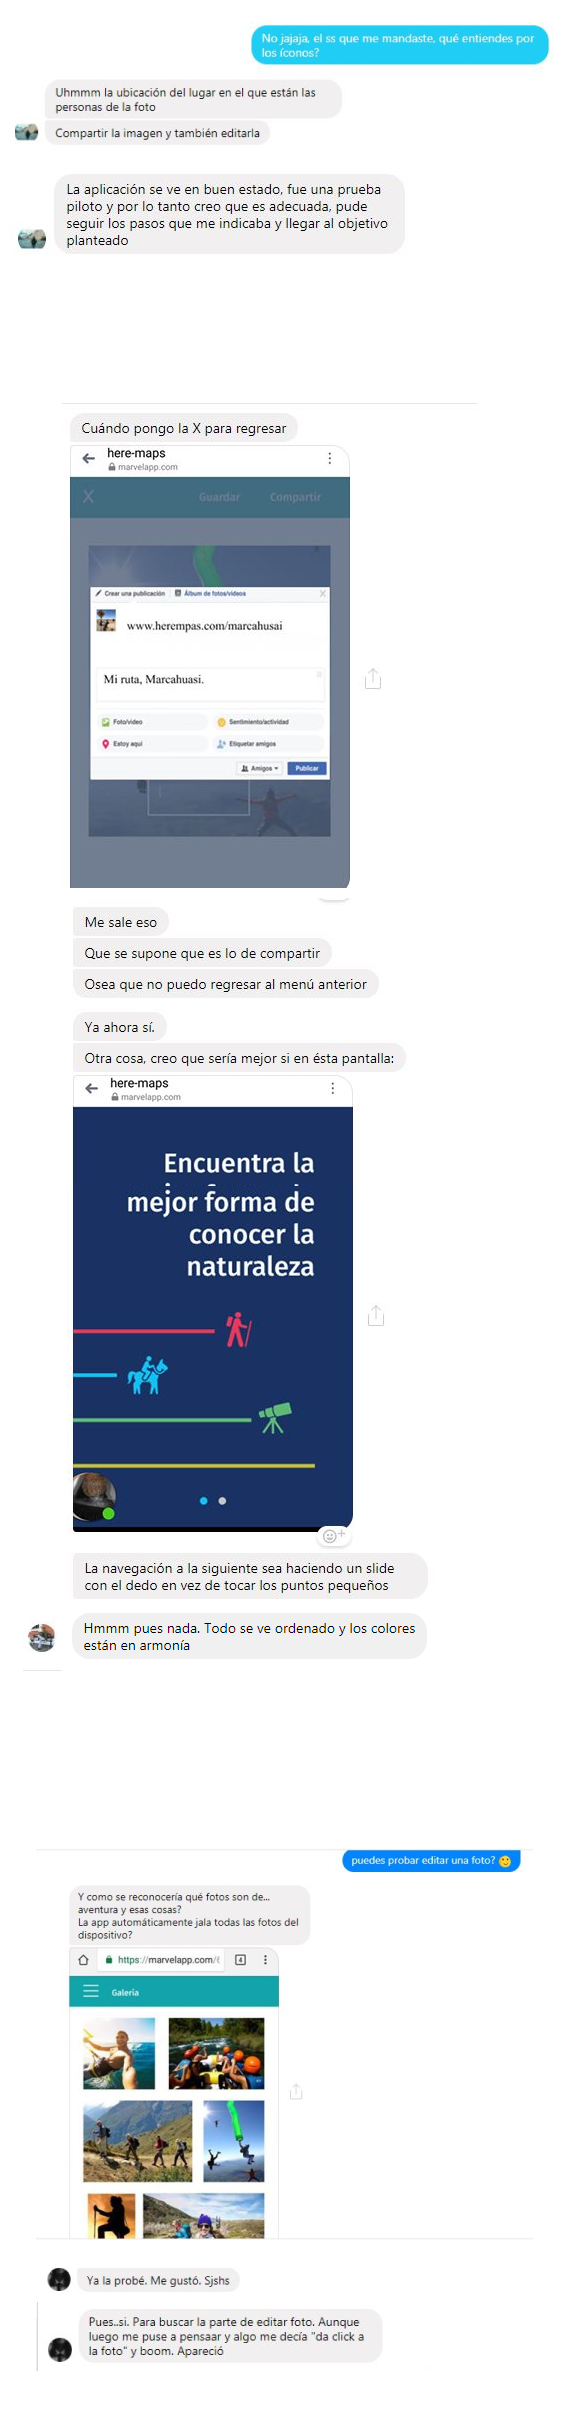 No jajaja, el ss que me mandaste, qué entiendes por
los íconos?
Uhmmm la ubicación del lugar en el que están las
personas de la foto
Compartir la imagen y también editarla
La aplicación se ve en buen estado, fue una prueba
piloto y por lo tanto creo que es adecuada, pude
seguir los pasos que me indicaba y llegar al objetivo
planteado
Cuándo pongo la X para regresar
here-maps
marvelapp.com
X Guardar Compartir
Crear una publicación Álbum de fotos/videos X
www.herempas.com/marcahusai
Mi ruta, Marcahuasi.
Foto/video Sentimiento/actividad
Estoy aquí Etiquetar amigos
Amigos Publicar
Me sale eso
Que se supone que es lo de compartir
Osea que no puedo regresar al menú anterior
Ya ahora sí.
Otra cosa, creo que sería mejor si en ésta pantalla:
here-maps
marvelapp.com
Encuentra la
mejor forma de
conocer la
naturaleza
La navegación a la siguiente sea haciendo un slide
con el dedo en vez de tocar los puntos pequeños
Hmmm pues nada. Todo se ve ordenado y los colores
están en armonía
puedes probar editar una foto?
Y como se reconocería qué fotos son de...
aventura y esas cosas?
La app automáticamente jala todas las fotos del
dispositivo?
https://marvelapp.com/ 4
Galería
Ya la probé. Me gustó. Sjshs
Pues..si. Para buscar la parte de editar foto. Aunque
luego me puse a pensaar y algo me decía "da click a
la foto" y boom. Apareció